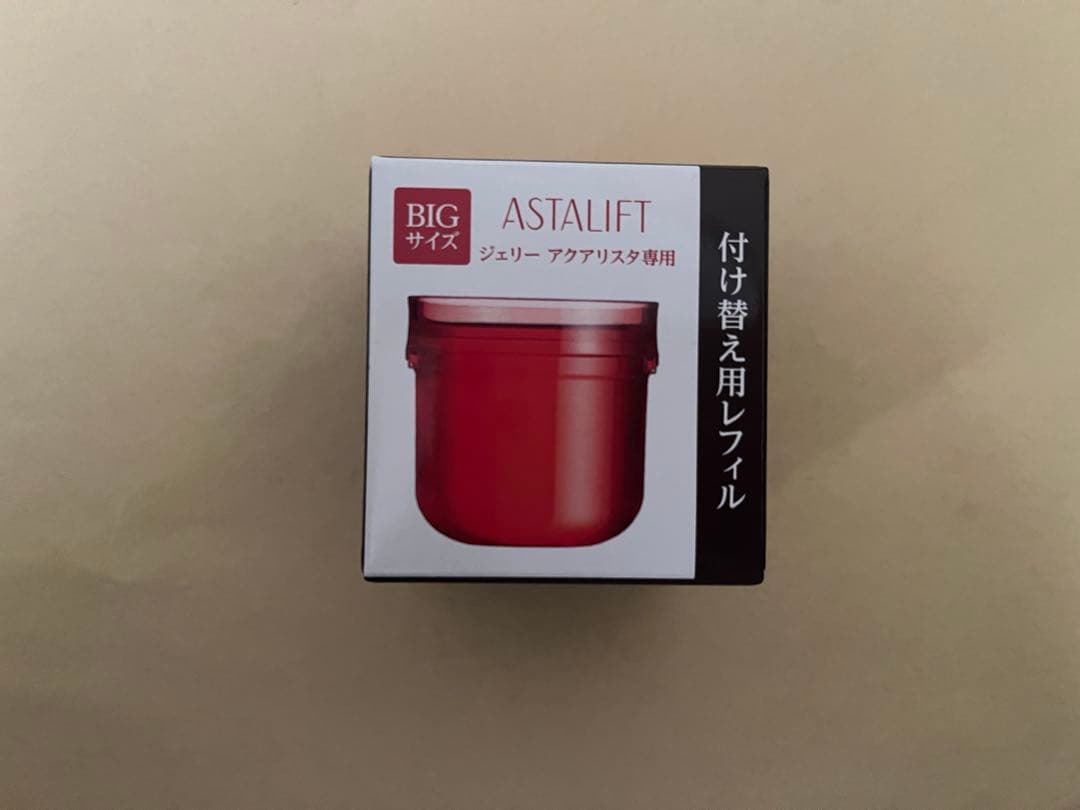 BIG
サイズ
ASTALIFT
ジェリー アクアリスタ専用
付け替え用レフィル